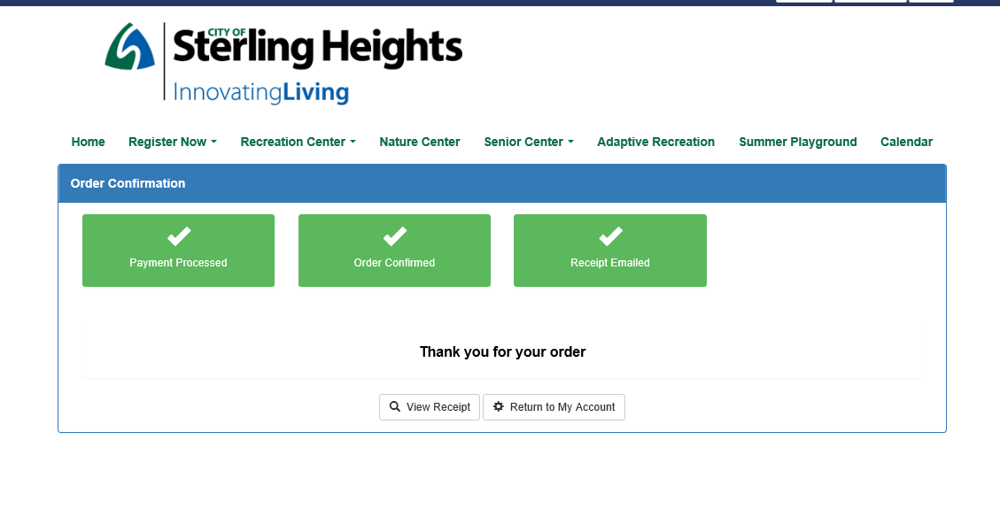 CITY OF
Sterling Heights
InnovatingLiving
Home Register Now Recreation Center Nature Center Senior Center Adaptive Recreation Summer Playground Calendar
Order Confirmation
Payment Processed Order Confirmed Receipt Emailed
Thank you for your order
View Receipt Return to My Account